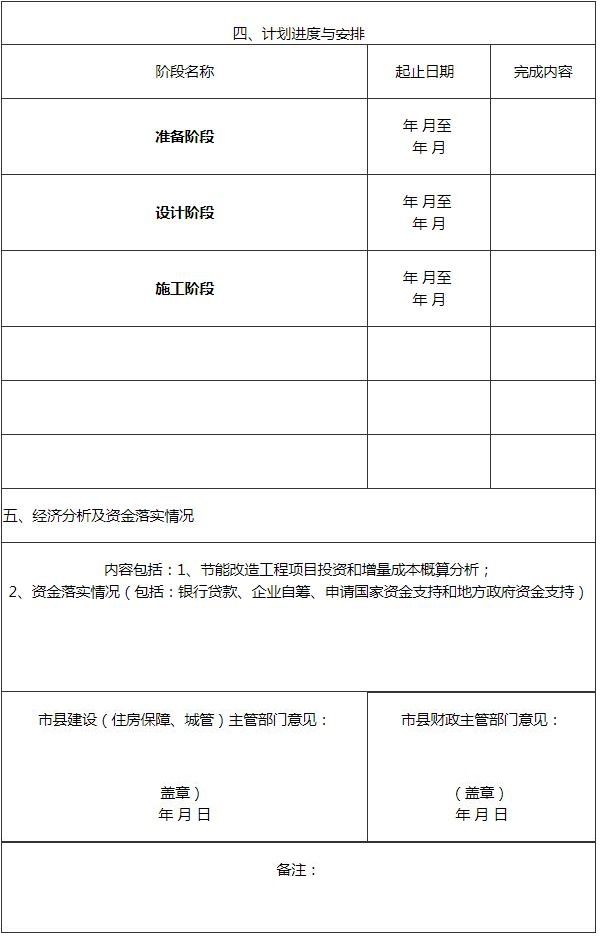 四、计划进度与安排
阶段名称 起止日期 完成内容
准备阶段 年 月至
年 月
设计阶段 年 月至
年 月
施工阶段 年 月至
年 月
五、经济分析及资金落实情况
内容包括：1、节能改造工程项目投资和增量成本概算分析；
2、资金落实情况（包括：银行贷款、企业自筹、申请国家资金支持和地方政府资金支持）
市县建设（住房保障、城管）主管部门意见：
盖章）
年 月 日
市县财政主管部门意见：
（盖章）
年 月 日
备注：